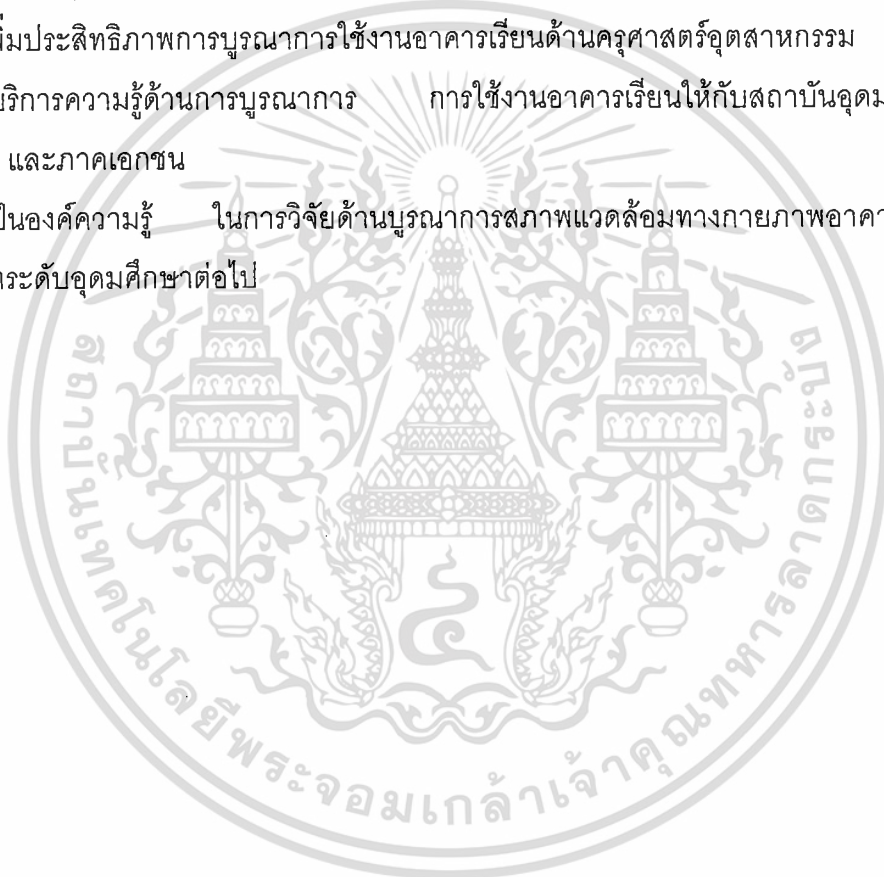 พิ่มประสิทธิภาพการบูรณาการใช้งานอาคารเรียนด้านครุศาสตร์อุตสาหกรรม
บริการความรู้ด้านการบูรณาการ การใช้งานอาคารเรียนให้กับสถาบันอุดม
และภาคเอกชน
ป็นองค์ความรู้ ในการวิจัยด้านบูรณาการสภาพแวดล้อมทางกายภาพอาคา
ระดับอุดมศึกษาต่อไป
สถาบันเทคโนโลยีพระจอมเกล้าเจ้าคุณทหารลาดกระบัง
๔